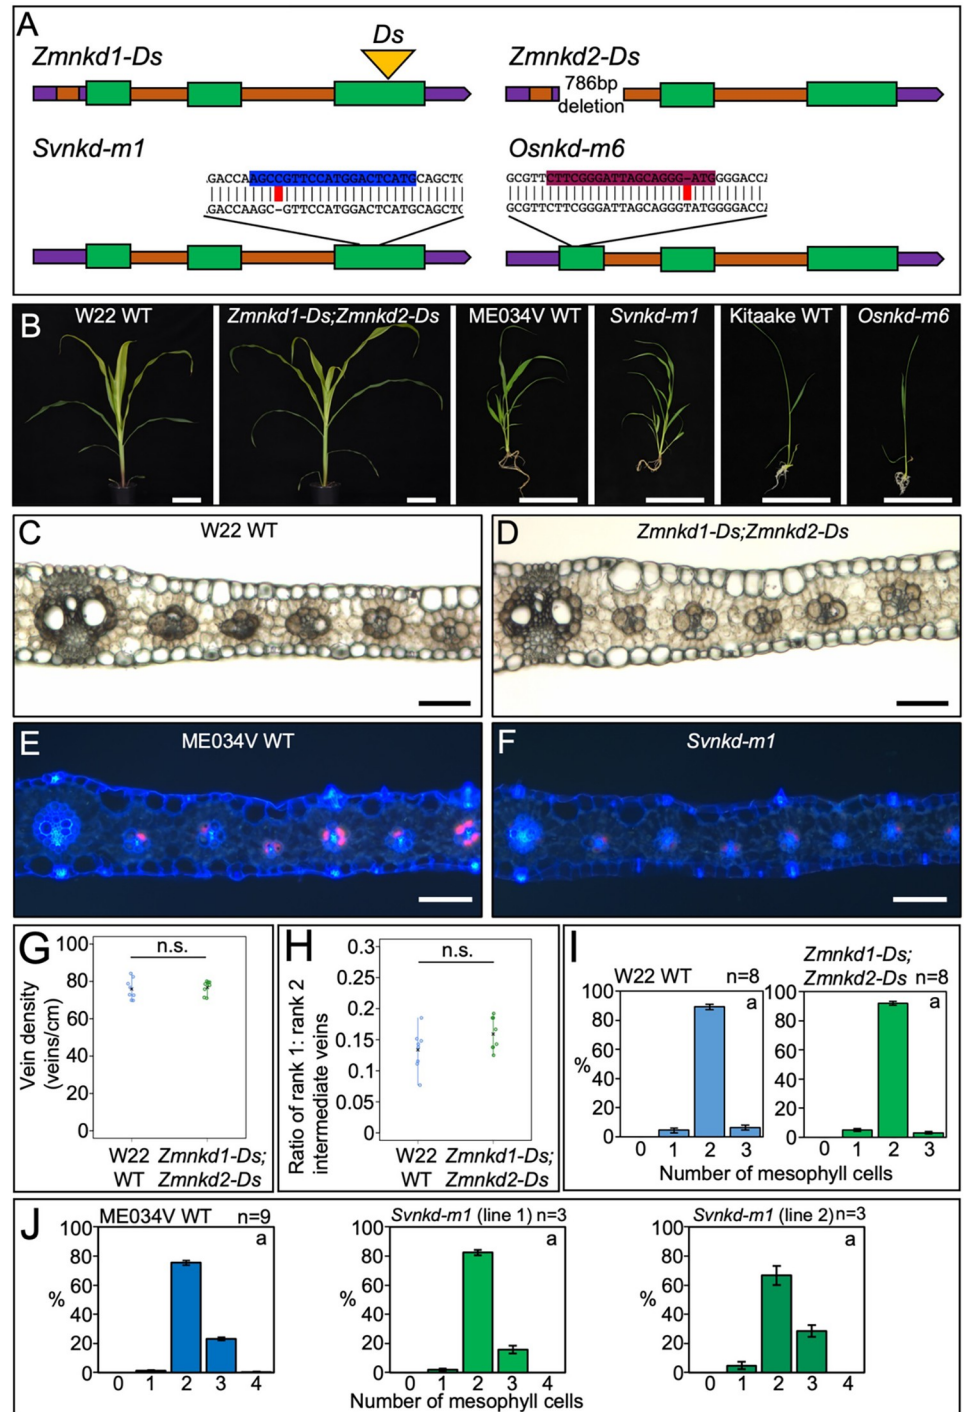 A
Zmnkd1-Ds
Ds
Zmnkd2-Ds
786bp
deletion
Svnkd-m1
GACCAAGCCGTTCCATGGACTCATGCAGCTG
GACCAAGC-GTTCCATGGACTCATGCAGCTG
Osnkd-m6
GCGTTCTTCGGGATTAGCAGGG-ATGGGGACCA
GCGTTCTTCGGGATTAGCAGGGTATGGGGACCA
B
W22 WT
Zmnkd1-Ds;Zmnkd2-Ds
ME034V WT
Svnkd-m1
Kitaake WT
Osnkd-m6
C
W22 WT
D
Zmnkd1-Ds;Zmnkd2-Ds
E
ME034V WT
F
Svnkd-m1
G
n.s.
Vein density
(veins/cm)
100
80
60
40
20
0
W22
WT
Zmnkd1-Ds;
Zmnkd2-Ds
H
n.s.
Ratio of rank 1: rank 2
intermediate veins
0.3
0.25
0.2
0.15
0.1
0.05
0
W22
WT
Zmnkd1-Ds;
Zmnkd2-Ds
I
W22 WT n=8
a
%
100
80
60
40
20
0
0 1 2 3
Zmnkd1-Ds;
Zmnkd2-Ds n=8
a
100
80
60
40
20
0
0 1 2 3
Number of mesophyll cells
J
ME034V WT n=9
a
%
100
80
60
40
20
0
0 1 2 3 4
Svnkd-m1 (line 1) n=3
a
%
100
80
60
40
20
0
0 1 2 3 4
Svnkd-m1 (line 2) n=3
a
%
100
80
60
40
20
0
0 1 2 3 4
Number of mesophyll cells